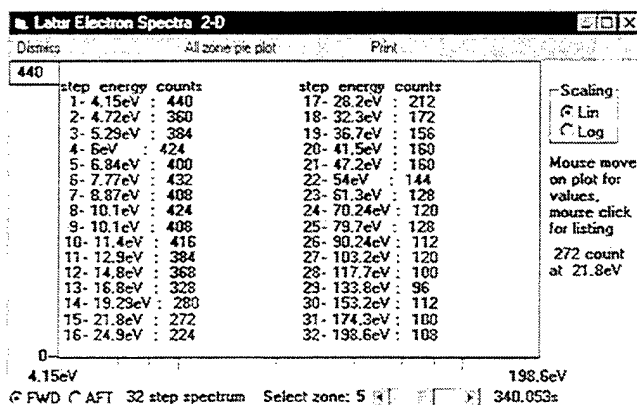 Latur Electron Spectra 2-D
Dismiss All zone pie plot Print
440
step energy counts
1- 4.15eV : 440
2- 4.72eV : 360
3- 5.29eV : 384
4- 6eV : 424
5- 6.84eV : 400
6- 7.77eV : 432
7- 8.87eV : 408
8- 10.1eV : 424
9- 10.1eV : 408
10- 11.4eV : 416
11- 12.9eV : 384
12- 14.8eV : 368
13- 16.8eV : 328
14- 19.29eV : 280
15- 21.8eV : 272
16- 24.9eV : 224
step energy counts
17- 28.2eV : 212
18- 32.3eV : 172
19- 36.7eV : 156
20- 41.5eV : 160
21- 47.2eV : 160
22- 54eV : 144
23- 61.3eV : 128
24- 70.24eV : 120
25- 79.7eV : 128
26- 90.24eV : 112
27- 103.2eV : 120
28- 117.7eV : 100
29- 133.8eV : 96
30- 153.2eV : 112
31- 174.3eV : 100
32- 198.6eV : 108
Scaling
Lin
Log
Mouse move
on plot for
values,
mouse click
for listing
272 count
at 21.8eV
0
4.15eV 198.6eV
FWD AFT 32 step spectrum Select zone: 5 340.053s